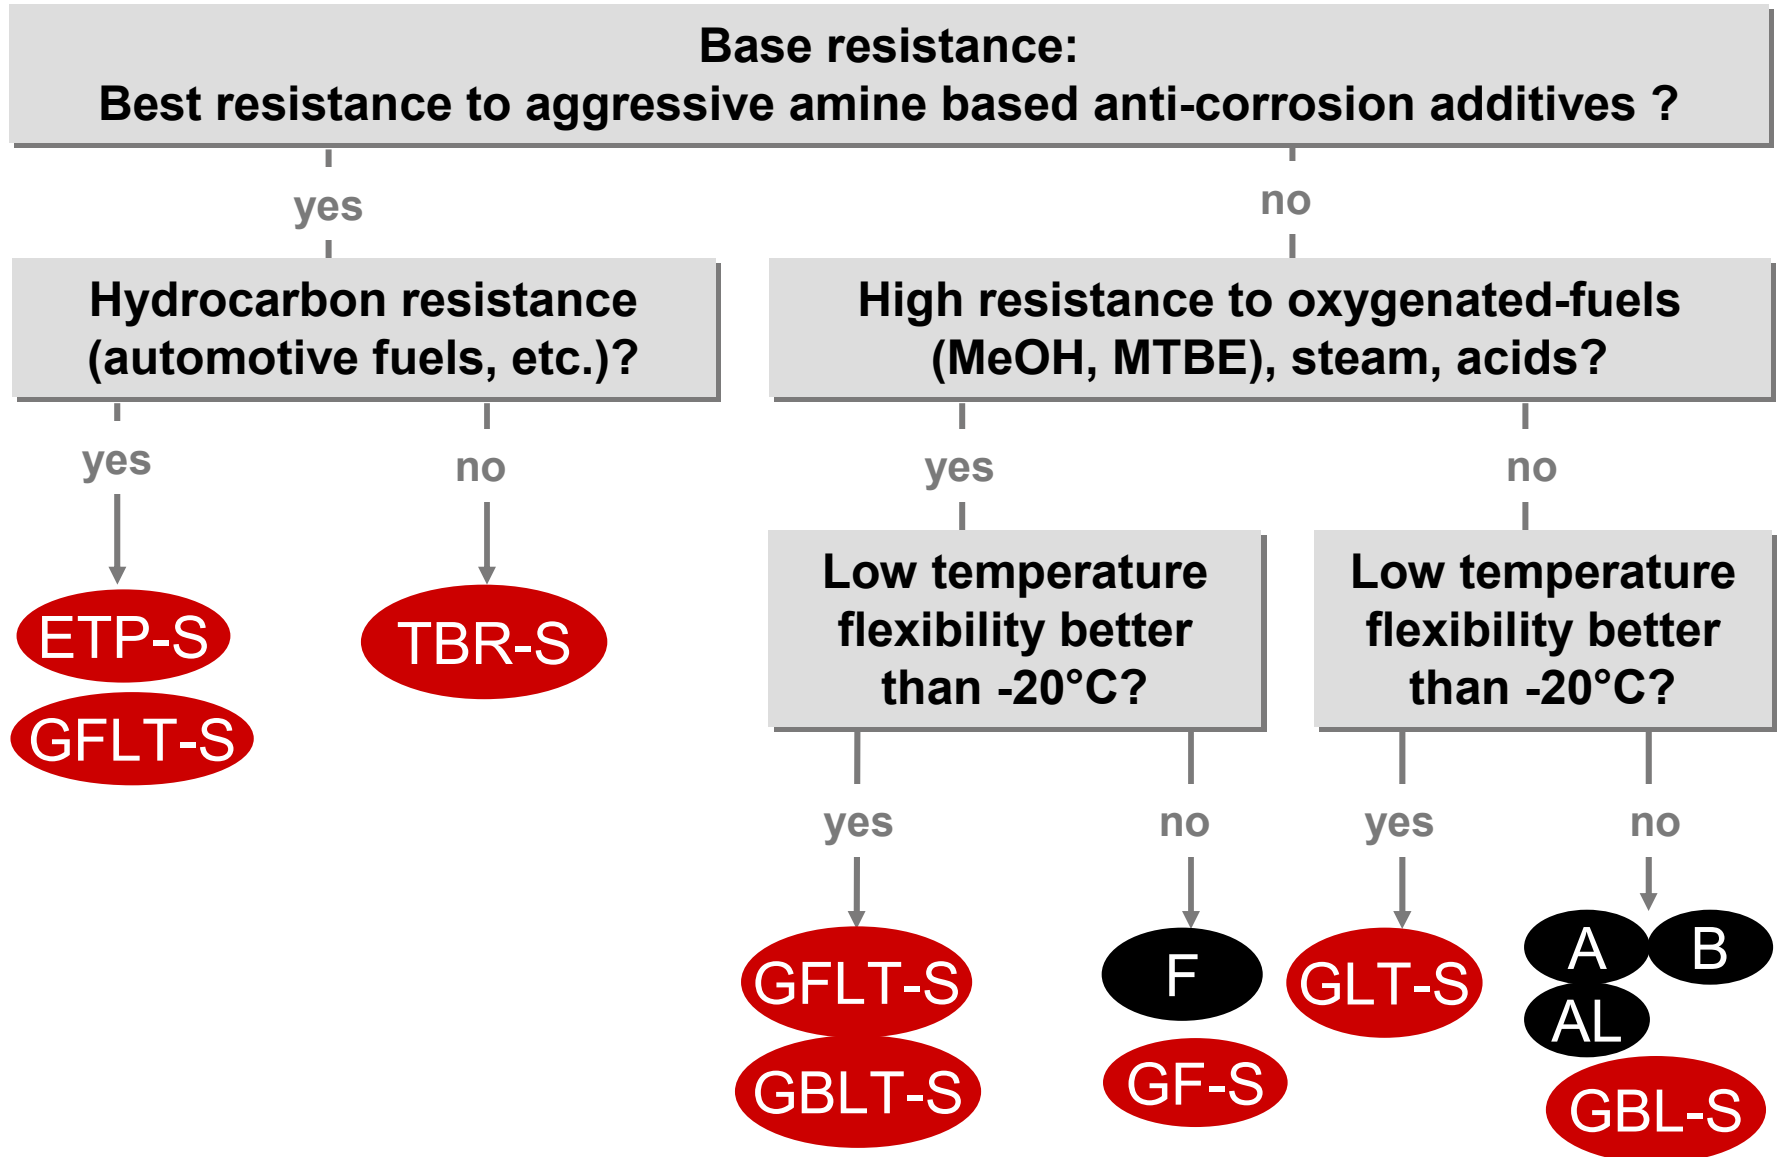 Base resistance:
Best resistance to aggressive amine based anti-corrosion additives ?
yes
no
Hydrocarbon resistance
(automotive fuels, etc.)?
High resistance to oxygenated-fuels
(MeOH, MTBE), steam, acids?
yes
no
yes
no
Low temperature
flexibility better
than -20°C?
Low temperature
flexibility better
than -20°C?
ETP-S
GFLT-S
TBR-S
yes
no
yes
no
GFLT-S
GBLT-S
F
GF-S
GLT-S
A
B
AL
GBL-S